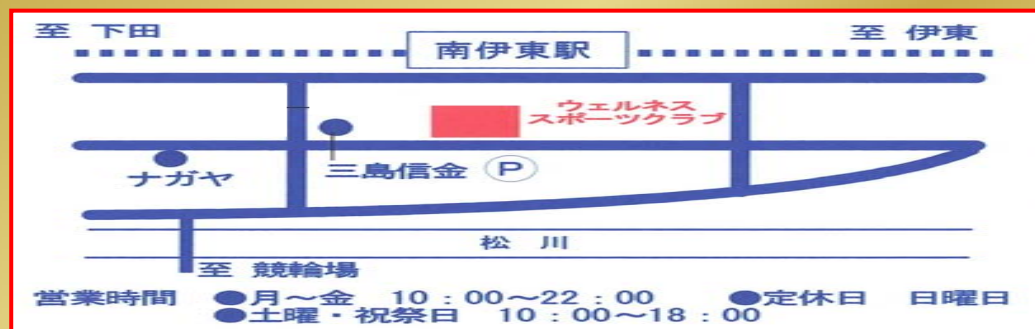 至 下田
至 伊東
南伊東駅
ウェルネス
スポーツクラブ
ナガヤ
三島信金 P
松 川
至 競輪場
営業時間 ●月～金 10：00～22：00 ●定休日 日曜日
●土曜・祝祭日 10：00～18：00